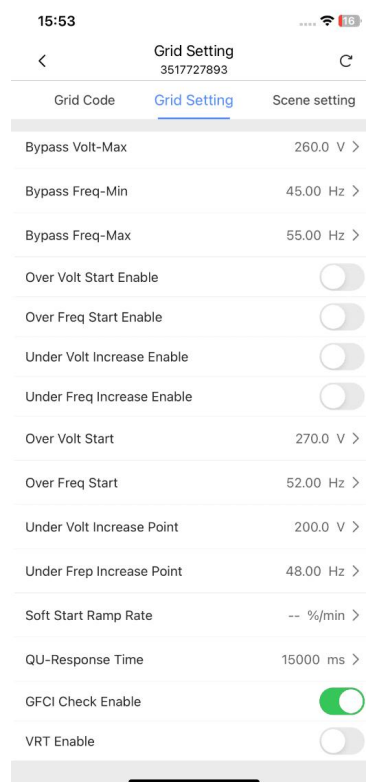 15:53
16
Grid Setting
3517727893
Grid Code Grid Setting Scene setting
Bypass Volt-Max 260.0 V
Bypass Freq-Min 45.00 Hz
Bypass Freq-Max 55.00 Hz
Over Volt Start Enable
Over Freq Start Enable
Under Volt Increase Enable
Under Freq Increase Enable
Over Volt Start 270.0 V
Over Freq Start 52.00 Hz
Under Volt Increase Point 200.0 V
Under Frep Increase Point 48.00 Hz
Soft Start Ramp Rate -- %/min
QU-Response Time 15000 ms
GFCI Check Enable
VRT Enable